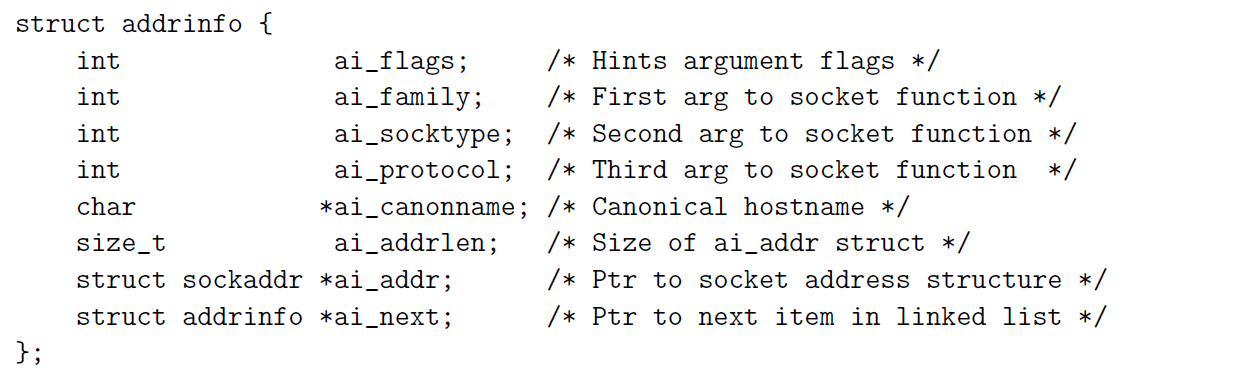 struct addrinfo {
    int              ai_flags;     /* Hints argument flags */
    int              ai_family;    /* First arg to socket function */
    int              ai_socktype;  /* Second arg to socket function */
    int              ai_protocol;  /* Third arg to socket function  */
    char            *ai_canonname; /* Canonical hostname */
    size_t           ai_addrlen;   /* Size of ai_addr struct */
    struct sockaddr *ai_addr;      /* Ptr to socket address structure */
    struct addrinfo *ai_next;      /* Ptr to next item in linked list */
};